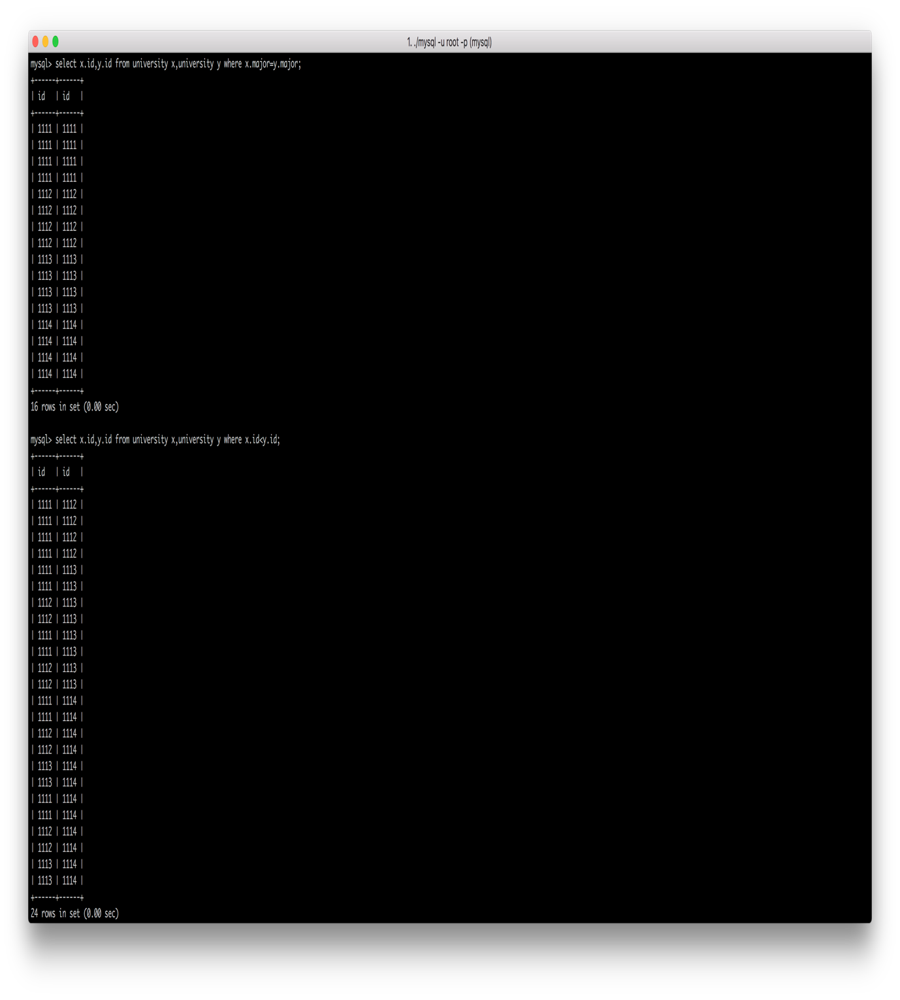 1. ./mysql -u root -p (mysql)
mysql> select x.id,y.id from university x,university y where x.major=y.major;
+------+------+
| id   | id   |
+------+------+
| 1111 | 1111 |
| 1111 | 1111 |
| 1111 | 1111 |
| 1111 | 1111 |
| 1112 | 1112 |
| 1112 | 1112 |
| 1112 | 1112 |
| 1112 | 1112 |
| 1113 | 1113 |
| 1113 | 1113 |
| 1113 | 1113 |
| 1113 | 1113 |
| 1114 | 1114 |
| 1114 | 1114 |
| 1114 | 1114 |
| 1114 | 1114 |
+------+------+
16 rows in set (0.00 sec)
mysql> select x.id,y.id from university x,university y where x.id<y.id;
+------+------+
| id   | id   |
+------+------+
| 1111 | 1112 |
| 1111 | 1112 |
| 1111 | 1112 |
| 1111 | 1112 |
| 1111 | 1113 |
| 1111 | 1113 |
| 1112 | 1113 |
| 1112 | 1113 |
| 1111 | 1113 |
| 1111 | 1113 |
| 1112 | 1113 |
| 1112 | 1113 |
| 1111 | 1114 |
| 1111 | 1114 |
| 1112 | 1114 |
| 1112 | 1114 |
| 1113 | 1114 |
| 1113 | 1114 |
| 1111 | 1114 |
| 1111 | 1114 |
| 1112 | 1114 |
| 1112 | 1114 |
| 1113 | 1114 |
| 1113 | 1114 |
+------+------+
24 rows in set (0.00 sec)